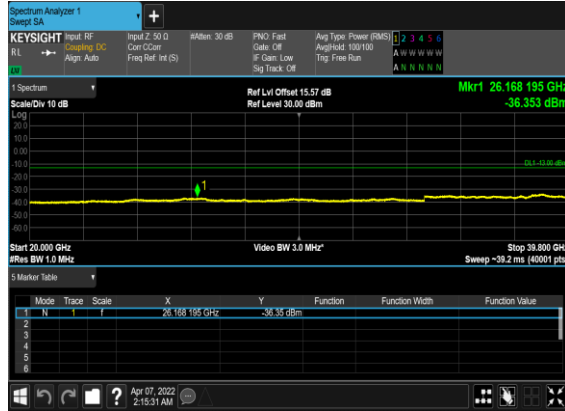 Spectrum Analyzer 1
Swept SA
+
KEYSIGHT Input: RF Input Z: 50 Ω #Atten: 30 dB PNO: Fast Avg Type: Power (RMS) 1 2 3 4 5 6
RL Coupling: DC Corr CCorr Gate: Off Avg|Hold: 100/100 A W W W W W
Align: Auto Freq Ref: Int (S) IF Gain: Low Trig: Free Run
Sig Track: Off A N N N N N
1 Spectrum Ref Lvl Offset 15.57 dB Mkr1 26.168 195 GHz
Scale/Div 10 dB Ref Level 30.00 dBm -36.353 dBm
Log
20.0
10.0
0.00
-10.0
DL1 -13.00 dBm
-20.0
-30.0
1
-40.0
-50.0
-60.0
Start 20.000 GHz Video BW 3.0 MHz* Stop 39.800 GHz
#Res BW 1.0 MHz Sweep ~39.2 ms (40001 pts)
5 Marker Table
Mode Trace Scale X Y Function Function Width Function Value
1 N 1 f 26.168 195 GHz -36.35 dBm
2
3
4
5
6
? Apr 07, 2022
2:15:31 AM